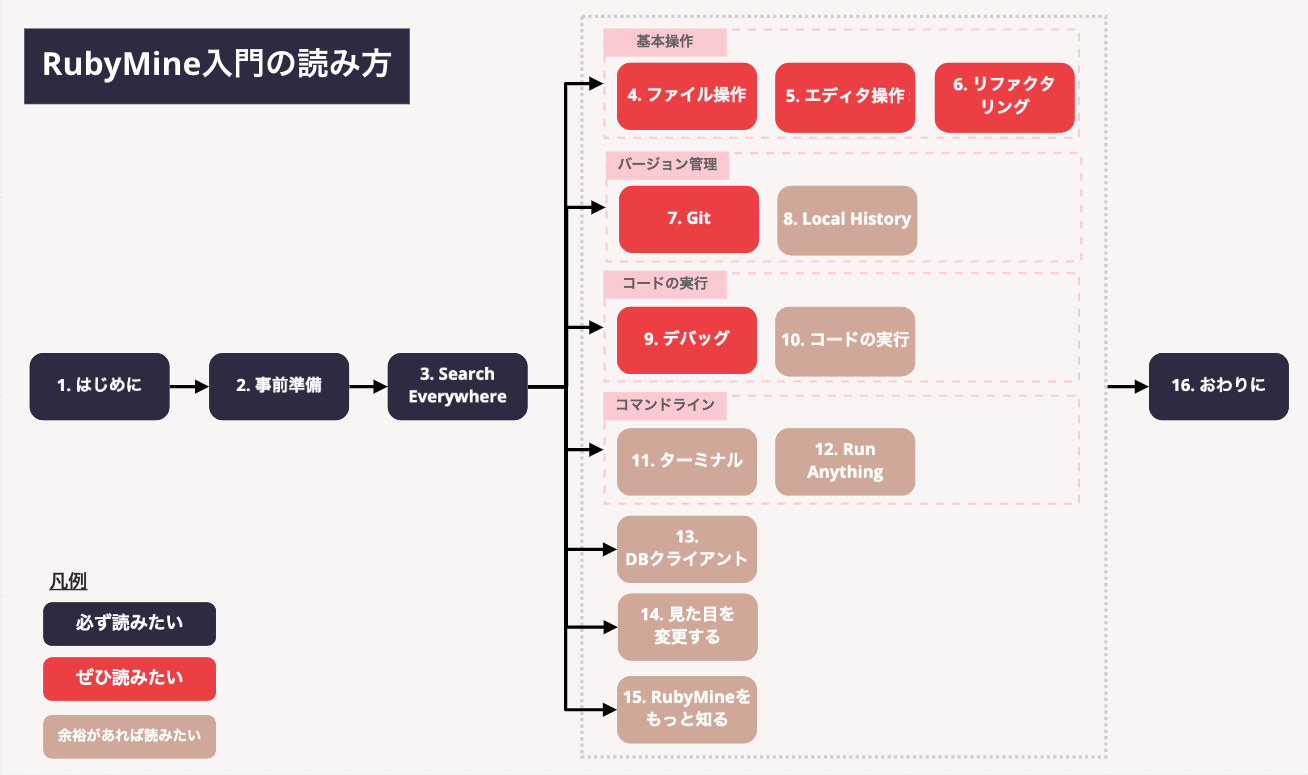 RubyMine入門の読み方
基本操作
4. ファイル操作
5. エディタ操作
6. リファクタ
リング
バージョン管理
7. Git
8. Local History
コードの実行
9. デバッグ
10. コードの実行
1. はじめに
2. 事前準備
3. Search
Everywhere
16. おわりに
コマンドライン
11. ターミナル
12. Run
Anything
13.
DBクライアント
14. 見た目を
変更する
15. RubyMineを
もっと知る
凡例
必ず読みたい
ぜひ読みたい
余裕があれば読みたい